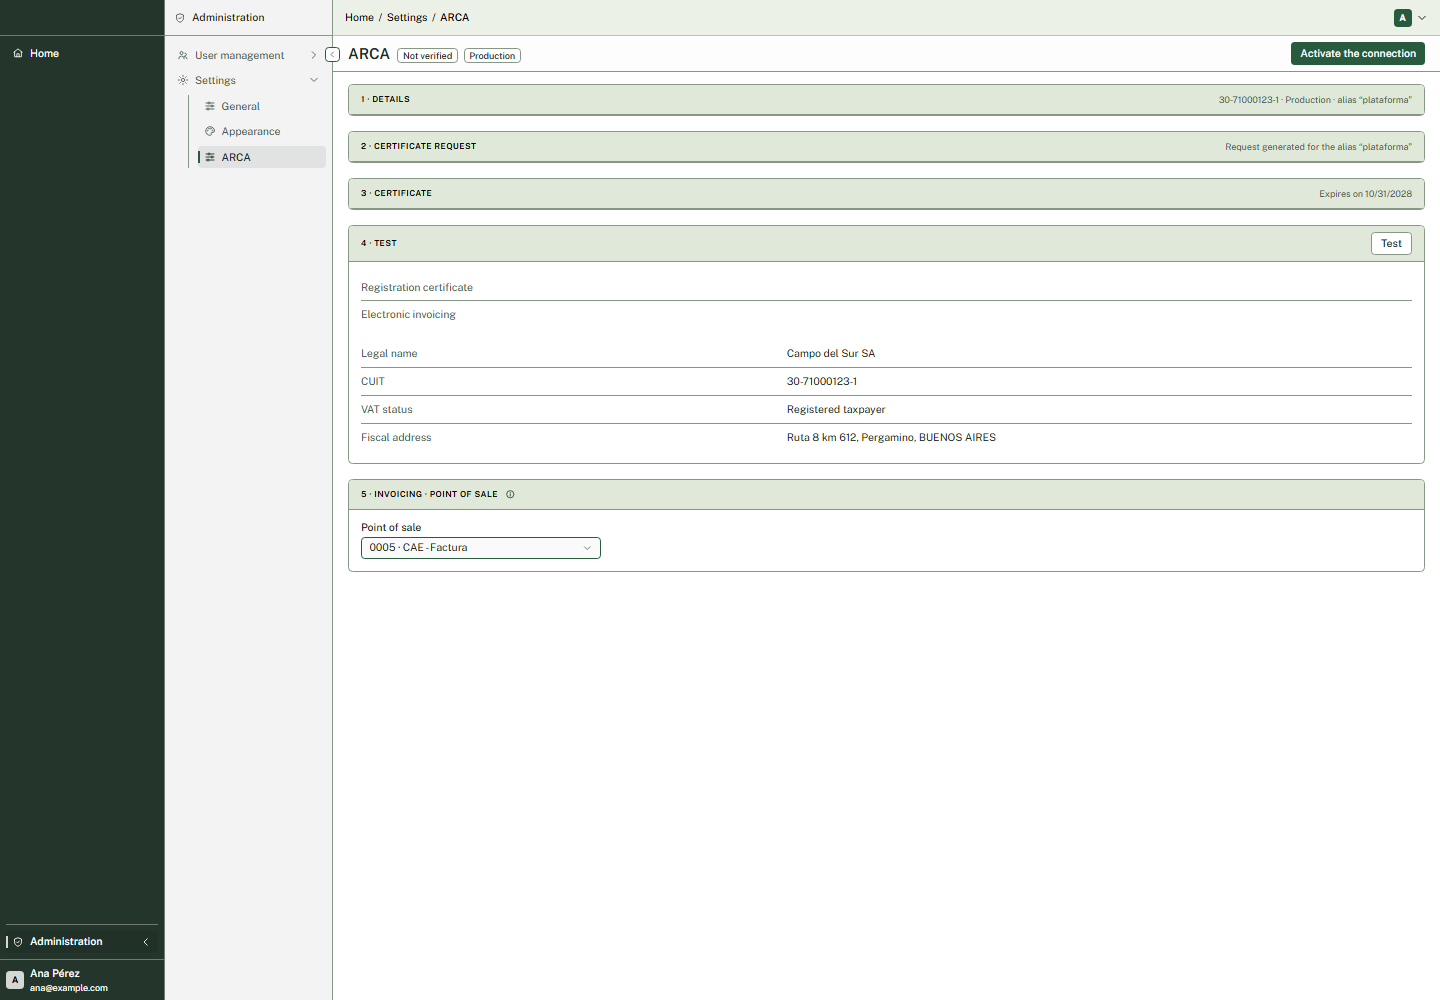 Administration
Home / Settings / ARCA
A
Home
User management
ARCA
Not verified
Production
Activate the connection
Settings
General
Appearance
ARCA
1 · DETAILS
30-71000123-1 · Production · alias “plataforma”
2 · CERTIFICATE REQUEST
Request generated for the alias “plataforma”
3 · CERTIFICATE
Expires on 10/31/2028
4 · TEST
Test
Registration certificate
Electronic invoicing
Legal name
Campo del Sur SA
CUIT
30-71000123-1
VAT status
Registered taxpayer
Fiscal address
Ruta 8 km 612, Pergamino, BUENOS AIRES
5 · INVOICING · POINT OF SALE
Point of sale
0005 · CAE - Factura
Administration
A
Ana Pérez
ana@example.com